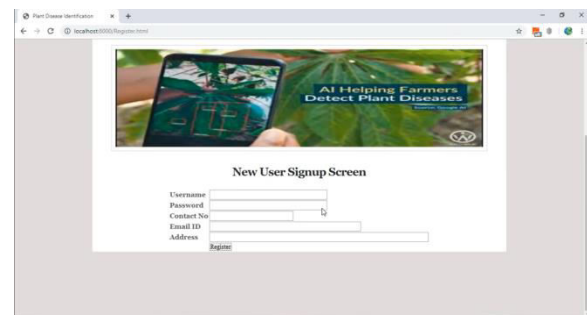 Plant Disease Identification
localhost:8000/Register.html
AI Helping Farmers
Detect Plant Diseases
New User Signup Screen
Username
Password
Contact No
Email ID
Address
Register